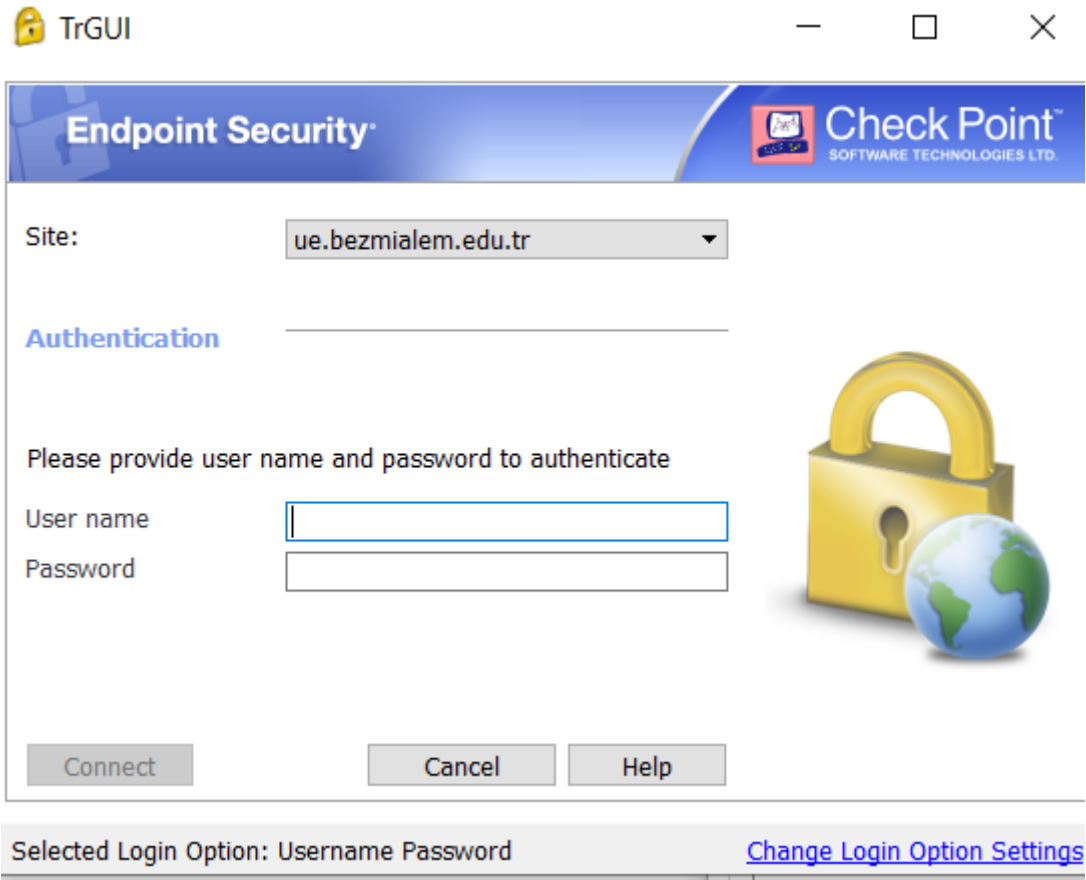 TrGUI
Endpoint Security
Check Point™
SOFTWARE TECHNOLOGIES LTD.
Site:
ue.bezmialem.edu.tr
Authentication
Please provide user name and password to authenticate
User name
Password
Connect
Cancel
Help
Selected Login Option: Username Password
Change Login Option Settings